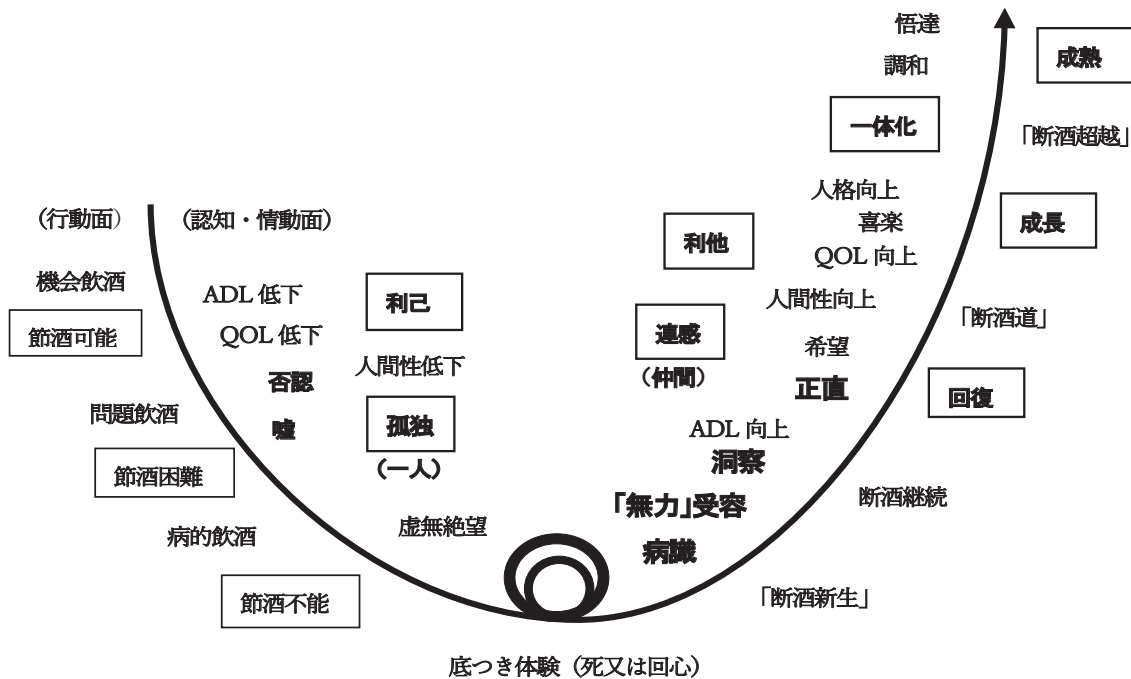 （行動面）
（認知・情動面）
機会飲酒
節酒可能
問題飲酒
節酒困難
病的飲酒
節酒不能
ADL 低下
QOL 低下
否認
嘘
利己
人間性低下
孤独
（一人）
虚無絶望
底つき体験（死又は回心）
病識
「無力」受容
洞察
ADL 向上
正直
希望
人間性向上
QOL 向上
喜楽
人格向上
連感
（仲間）
利他
一体化
調和
悟達
「断酒新生」
断酒継続
回復
「断酒道」
成長
「断酒超越」
成熟